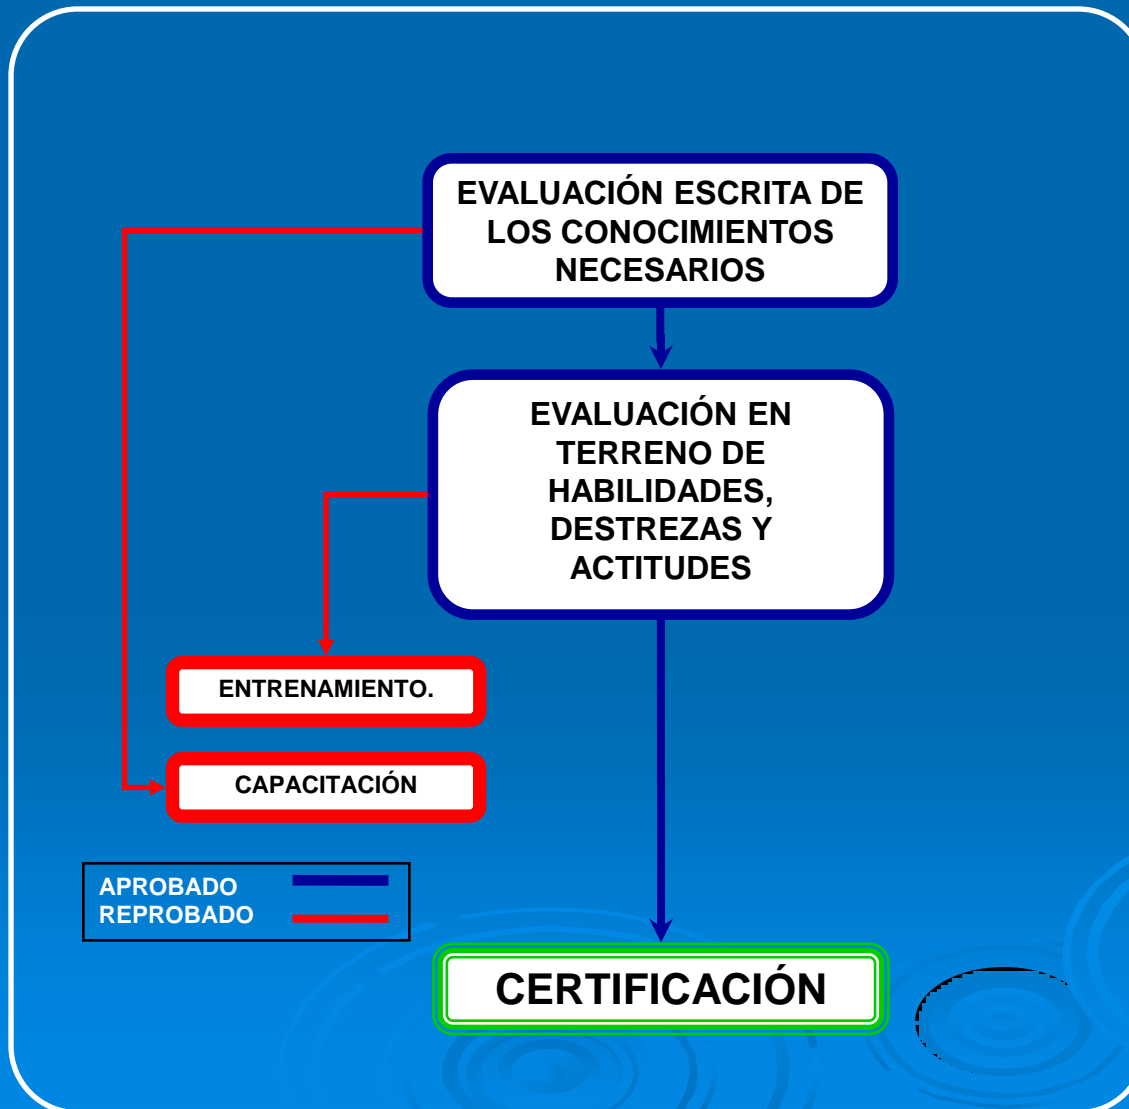 EVALUACIÓN ESCRITA DE
LOS CONOCIMIENTOS
NECESARIOS
EVALUACIÓN EN
TERRENO DE
HABILIDADES,
DESTREZAS Y
ACTITUDES
ENTRENAMIENTO.
CAPACITACIÓN
APROBADO
REPROBADO
CERTIFICACIÓN